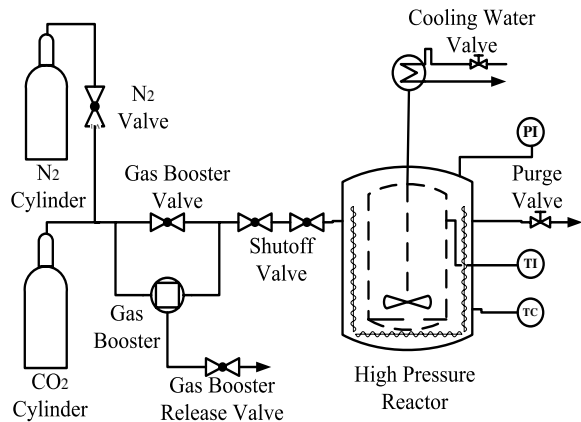 Cooling Water
Valve
N2
Valve
PI
N2
Cylinder
Gas Booster
Valve
Purge
Valve
Shutoff
Valve
TI
Gas
Booster
TC
CO2
Cylinder
Gas Booster
Release Valve
High Pressure
Reactor